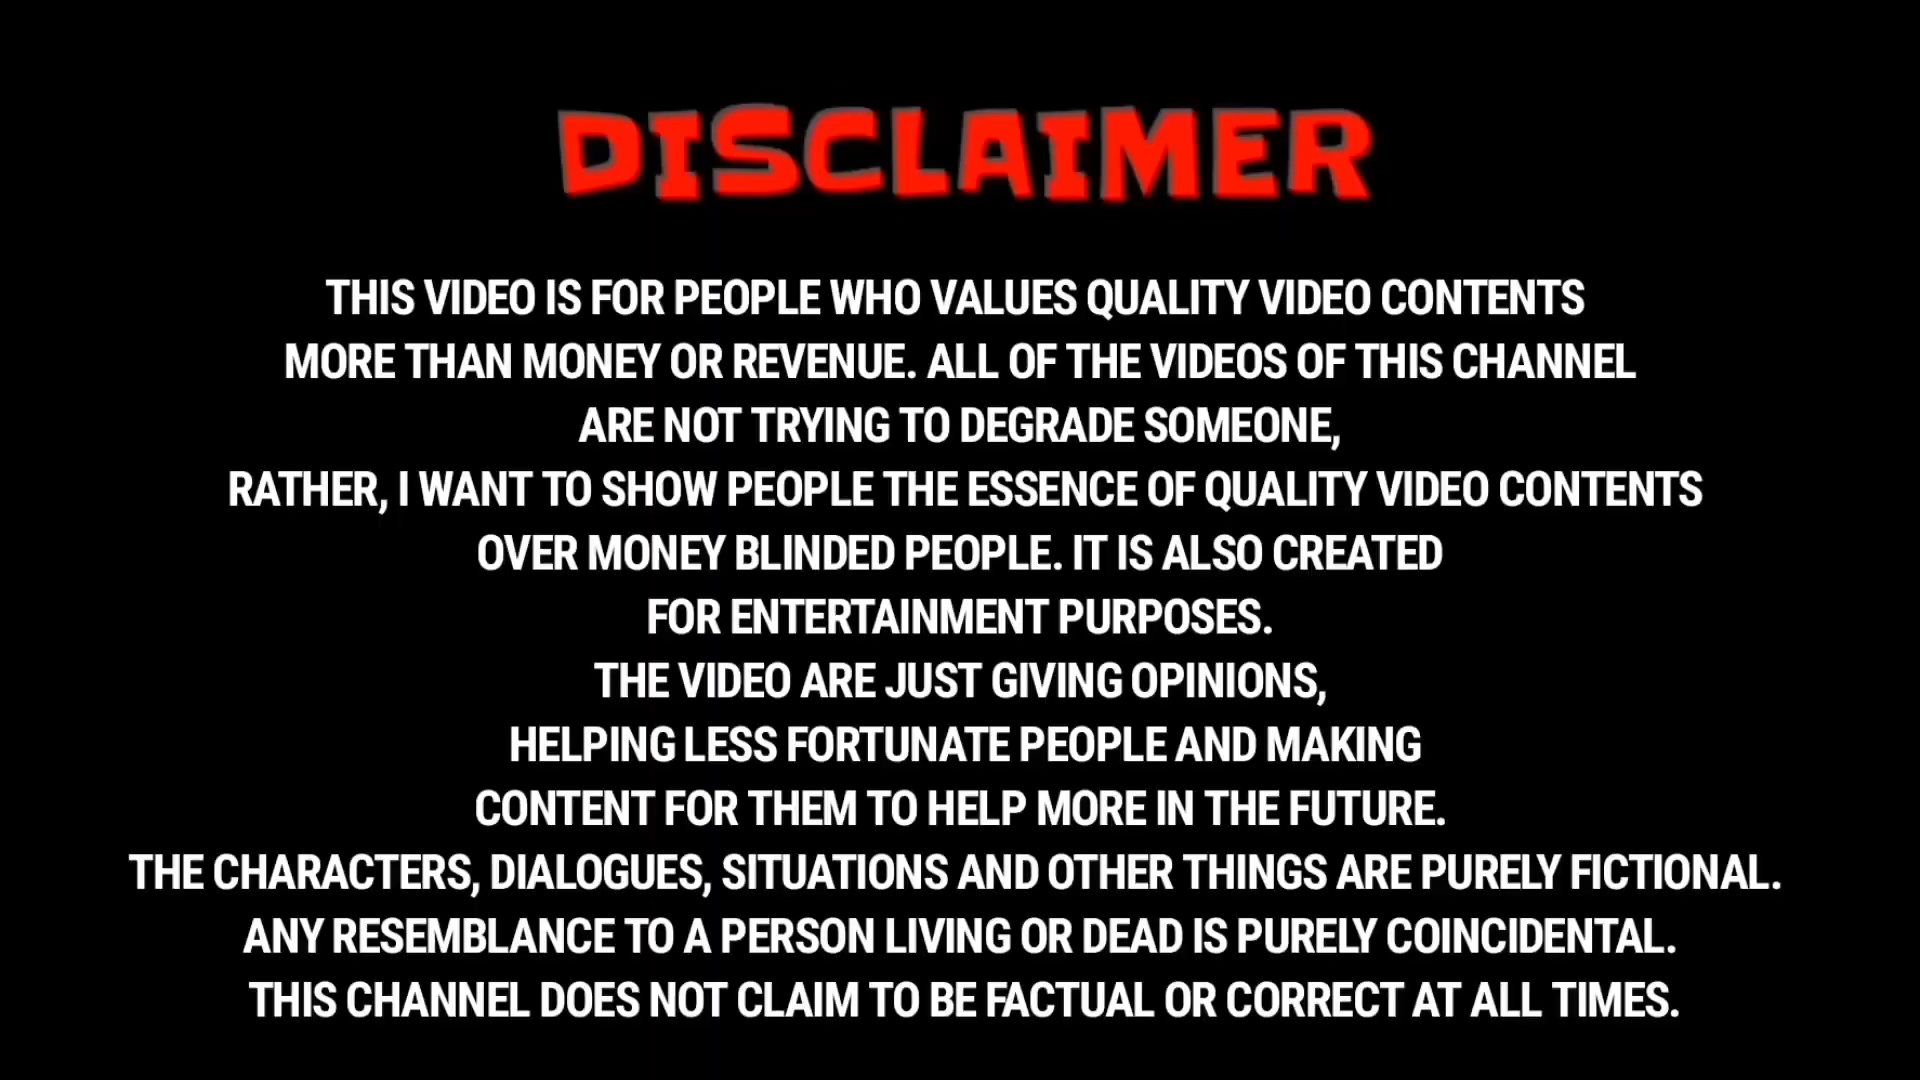 DISCLAIMER
THIS VIDEO IS FOR PEOPLE WHO VALUES QUALITY VIDEO CONTENTS
MORE THAN MONEY OR REVENUE. ALL OF THE VIDEOS OF THIS CHANNEL
ARE NOT TRYING TO DEGRADE SOMEONE,
RATHER, I WANT TO SHOW PEOPLE THE ESSENCE OF QUALITY VIDEO CONTENTS
OVER MONEY BLINDED PEOPLE. IT IS ALSO CREATED
FOR ENTERTAINMENT PURPOSES.
THE VIDEO ARE JUST GIVING OPINIONS,
HELPING LESS FORTUNATE PEOPLE AND MAKING
CONTENT FOR THEM TO HELP MORE IN THE FUTURE.
THE CHARACTERS, DIALOGUES, SITUATIONS AND OTHER THINGS ARE PURELY FICTIONAL.
ANY RESEMBLANCE TO A PERSON LIVING OR DEAD IS PURELY COINCIDENTAL.
THIS CHANNEL DOES NOT CLAIM TO BE FACTUAL OR CORRECT AT ALL TIMES.